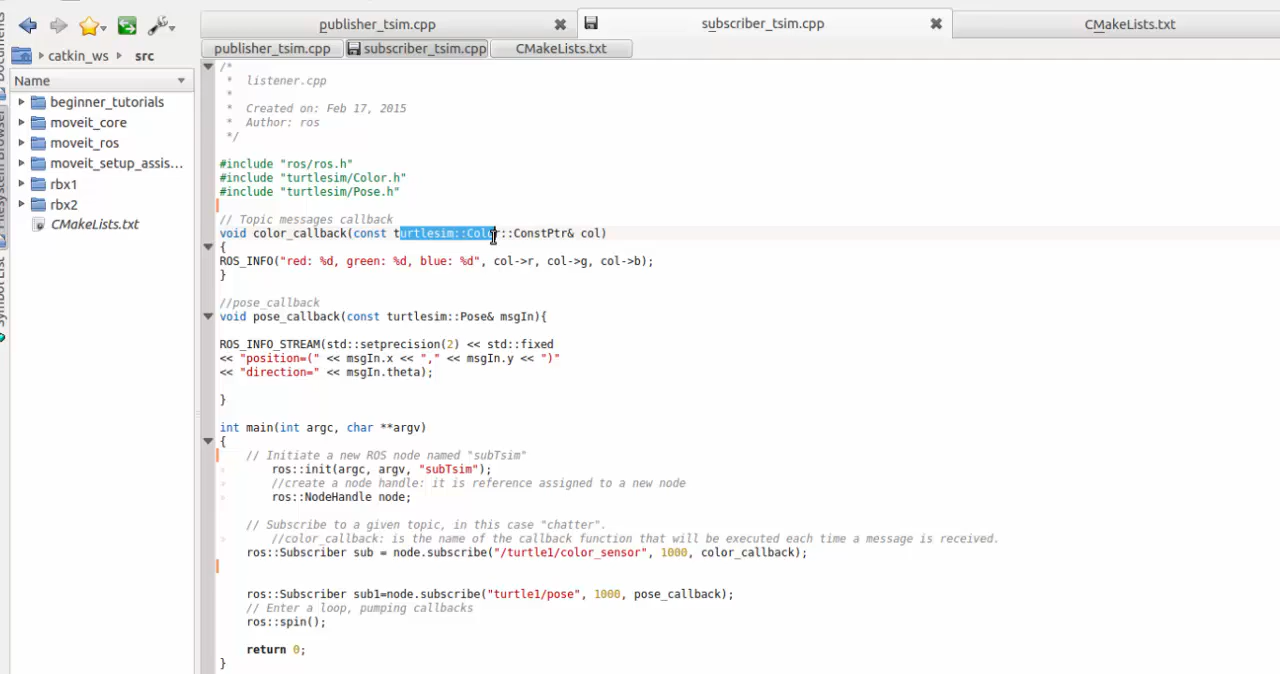 publisher_tsim.cpp
subscriber_tsim.cpp
CMakeLists.txt
catkin_ws
src
publisher_tsim.cpp
subscriber_tsim.cpp
CMakeLists.txt
Name
beginner_tutorials
moveit_core
moveit_ros
moveit_setup_assis...
rbx1
rbx2
CMakeLists.txt
/*
* listener.cpp
*
* Created on: Feb 17, 2015
* Author: ros
*/
#include "ros/ros.h"
#include "turtlesim/Color.h"
#include "turtlesim/Pose.h"
// Topic messages callback
void color_callback(const turtlesim::Color::ConstPtr& col)
{
ROS_INFO("red: %d, green: %d, blue: %d", col->r, col->g, col->b);
}
//pose_callback
void pose_callback(const turtlesim::Pose& msgIn){
ROS_INFO_STREAM(std::setprecision(2) << std::fixed
<< "position=(" << msgIn.x << "," << msgIn.y << ")"
<< "direction=" << msgIn.theta);
}
int main(int argc, char **argv)
{
// Initiate a new ROS node named "subTsim"
ros::init(argc, argv, "subTsim");
//create a node handle: it is reference assigned to a new node
ros::NodeHandle node;
// Subscribe to a given topic, in this case "chatter".
//color_callback: is the name of the callback function that will be executed each time a message is received.
ros::Subscriber sub = node.subscribe("/turtle1/color_sensor", 1000, color_callback);
ros::Subscriber sub1=node.subscribe("turtle1/pose", 1000, pose_callback);
// Enter a loop, pumping callbacks
ros::spin();
return 0;
}